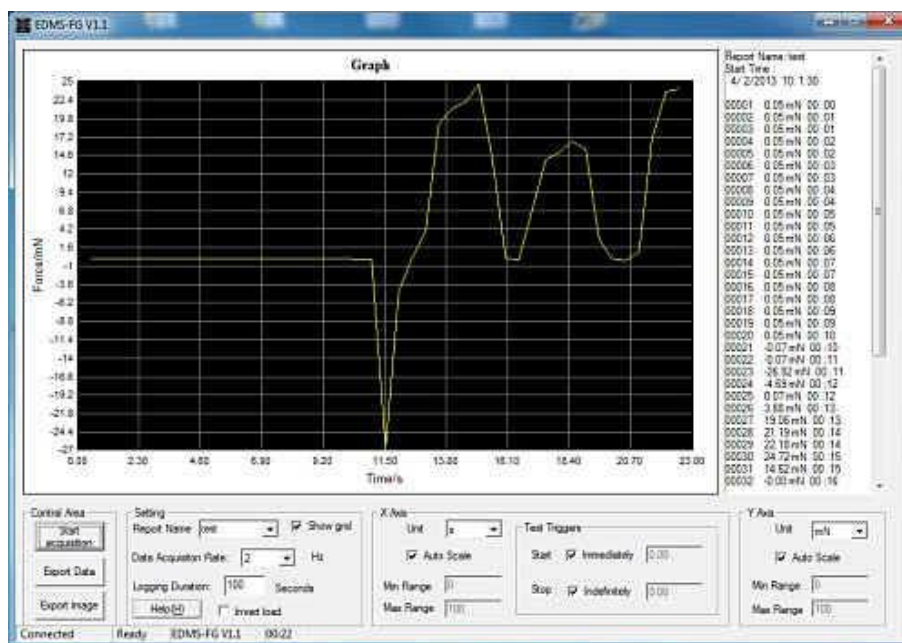 EDMS-FG V1.1
Graph
25
22.4
19.8
17.2
14.6
12
9.4
6.8
4.2
1.6
-1
-3.6
-6.2
-8.8
-11.4
-14
-16.6
-19.2
-21.8
-24.4
-27
Force/mN
0.00
2.30
4.60
6.90
9.20
11.50
13.80
16.10
18.40
20.70
23.00
Time/s
Report Name: test
Start Time :
4/ 2/2013 10: 1:30
00001 0.05 mN 00 :00
00002 0.05 mN 00 :01
00003 0.05 mN 00 :01
00004 0.05 mN 00 :02
00005 0.05 mN 00 :02
00006 0.05 mN 00 :03
00007 0.05 mN 00 :03
00008 0.05 mN 00 :04
00009 0.05 mN 00 :04
00010 0.05 mN 00 :05
00011 0.05 mN 00 :05
00012 0.05 mN 00 :06
00013 0.05 mN 00 :06
00014 0.05 mN 00 :07
00015 0.05 mN 00 :07
00016 0.05 mN 00 :08
00017 0.05 mN 00 :08
00018 0.05 mN 00 :09
00019 0.05 mN 00 :09
00020 0.05 mN 00 :10
00021 -0.07 mN 00 :10
00022 -0.07 mN 00 :11
00023 -26.92 mN 00 :11
00024 -4.69 mN 00 :12
00025 0.07 mN 00 :12
00026 3.88 mN 00 :13
00027 19.06 mN 00 :13
00028 21.19 mN 00 :14
00029 22.18 mN 00 :14
00030 24.72 mN 00 :15
00031 14.62 mN 00 :15
00032 mN 00 :16
Control Area
Start acquisition
Export Data
Export Image
Setting
Report Name test
Show grid
Data Acquistion Rate: 2 Hz
Logging Duration: 100 Seconds
Help(H)
Invert load
X Axis
Unit s
Auto Scale
Min Range 0
Max Range 100
Test Triggers
Start Immediately 0.00
Stop Indefinitely 0.00
Y Axis
Unit mN
Auto Scale
Min Range 0
Max Range 100
Connected Ready EDMS-FG V1.1 00:22